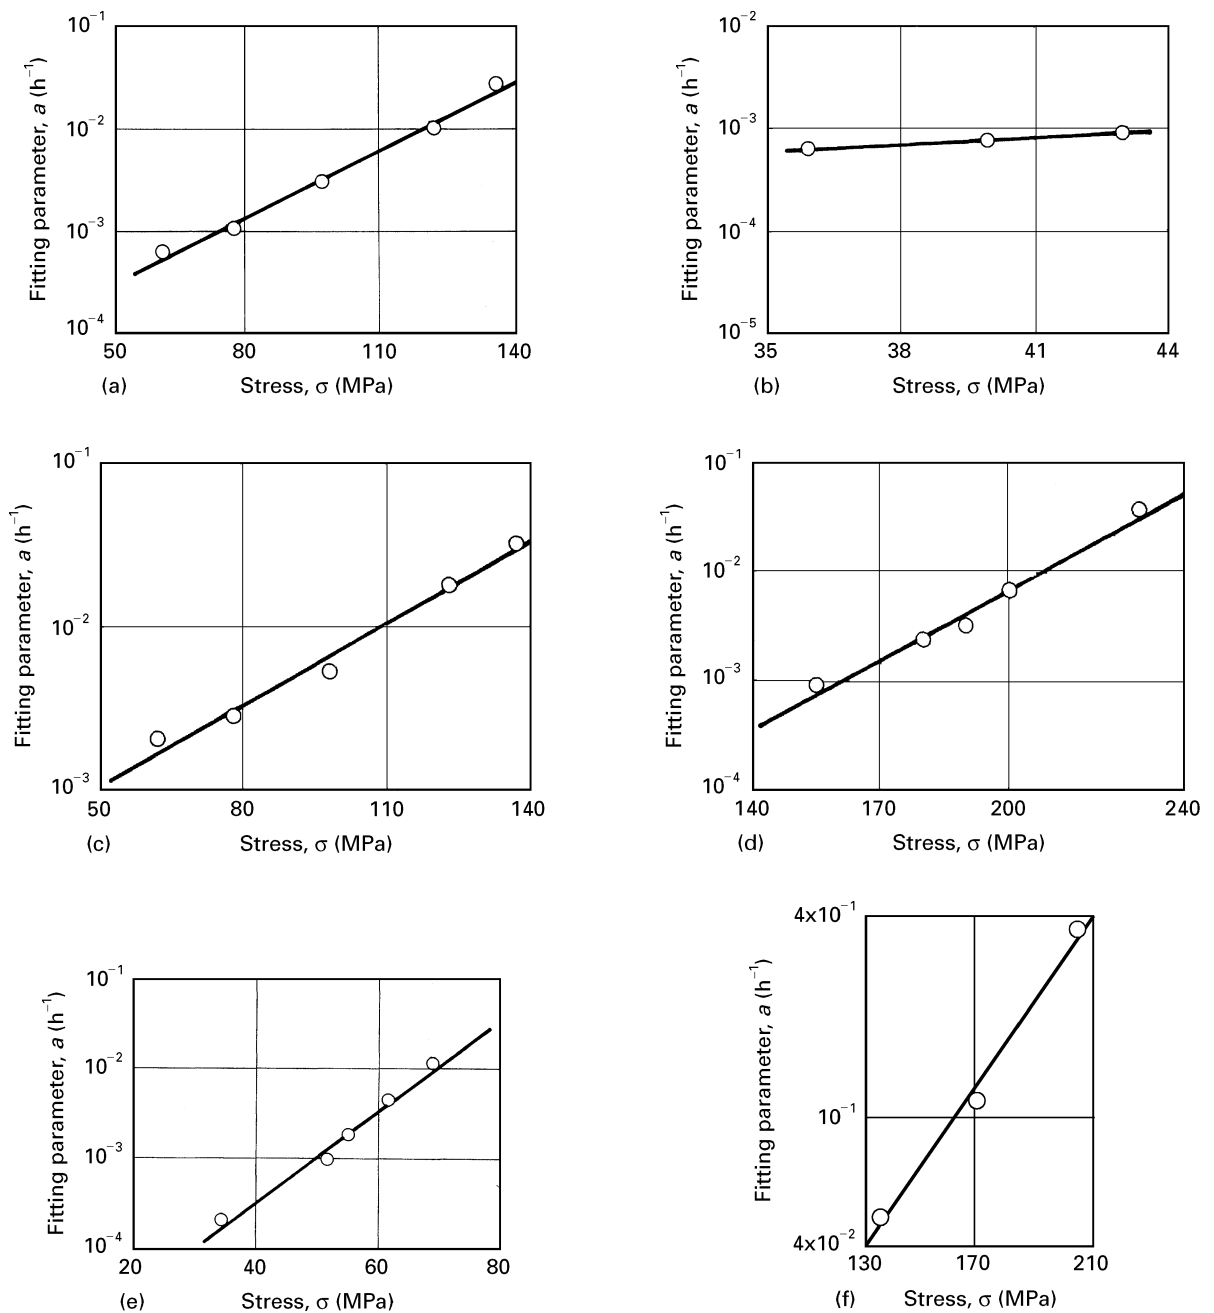 Fitting parameter, a (h⁻¹)
10⁻¹
10⁻²
10⁻³
10⁻⁴
50 80 110 140
(a) Stress, σ (MPa)
Fitting parameter, a (h⁻¹)
10⁻²
10⁻³
10⁻⁴
10⁻⁵
35 38 41 44
(b) Stress, σ (MPa)
Fitting parameter, a (h⁻¹)
10⁻¹
10⁻²
10⁻³
50 80 110 140
(c) Stress, σ (MPa)
Fitting parameter, a (h⁻¹)
10⁻¹
10⁻²
10⁻³
10⁻⁴
140 170 200 240
(d) Stress, σ (MPa)
Fitting parameter, a (h⁻¹)
10⁻¹
10⁻²
10⁻³
10⁻⁴
20 40 60 80
(e) Stress, σ (MPa)
Fitting parameter, a (h⁻¹)
4x10⁻¹
10⁻¹
4x10⁻²
130 170 210
(f) Stress, σ (MPa)